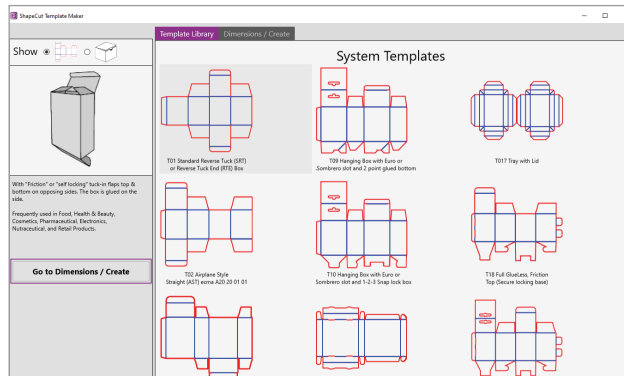 ShapeCut Template Maker
Template Library
Dimensions / Create
Show
System Templates
With "Friction" or "self locking" tuck-in flaps top &
bottom on opposing sides. The box is glued on the
side.
Frequently used in Food, Health & Beauty,
Cosmetics, Pharmaceutical, Electronics,
Nutraceutical, and Retail Products.
Go to Dimensions / Create
T01 Standard Reverse Tuck (SRT)
or Reverse Tuck End (RTE) Box
T09 Hanging Box with Euro or
Sombrero slot and 2 point glued bottom
T017 Tray with Lid
T02 Airplane Style
Straight (AST) ecma A20 20 01 01
T10 Hanging Box with Euro or
Sombrero slot and 1-2-3 Snap lock box
T18 Full GlueLess, Friction
Top (Secure locking base)